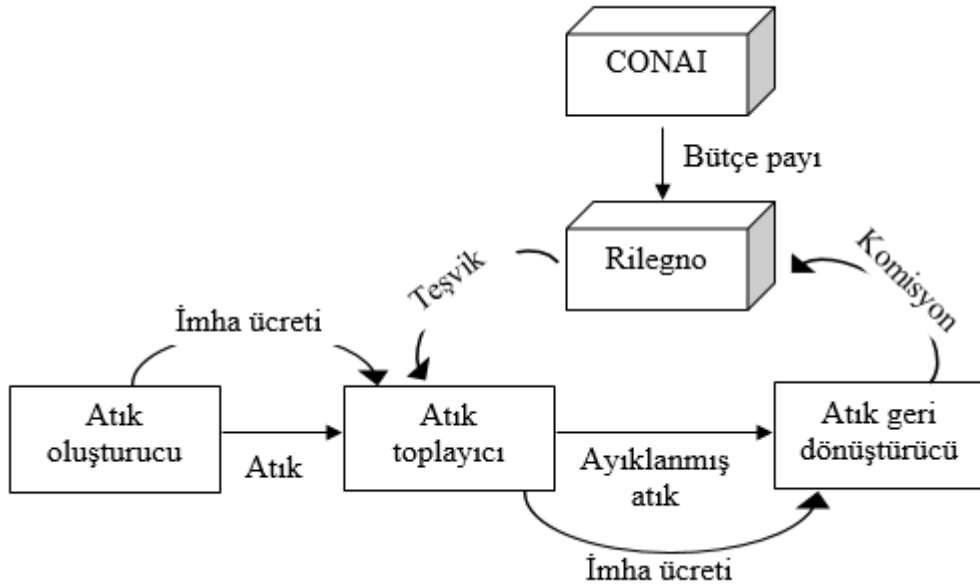 CONAI
Bütçe payı
Rilegno
Teşvik
Komisyon
İmha ücreti
Atık
oluşturucu
Atık
Atık
toplayıcı
Ayıklanmış
atık
Atık geri
dönüştürücü
İmha ücreti